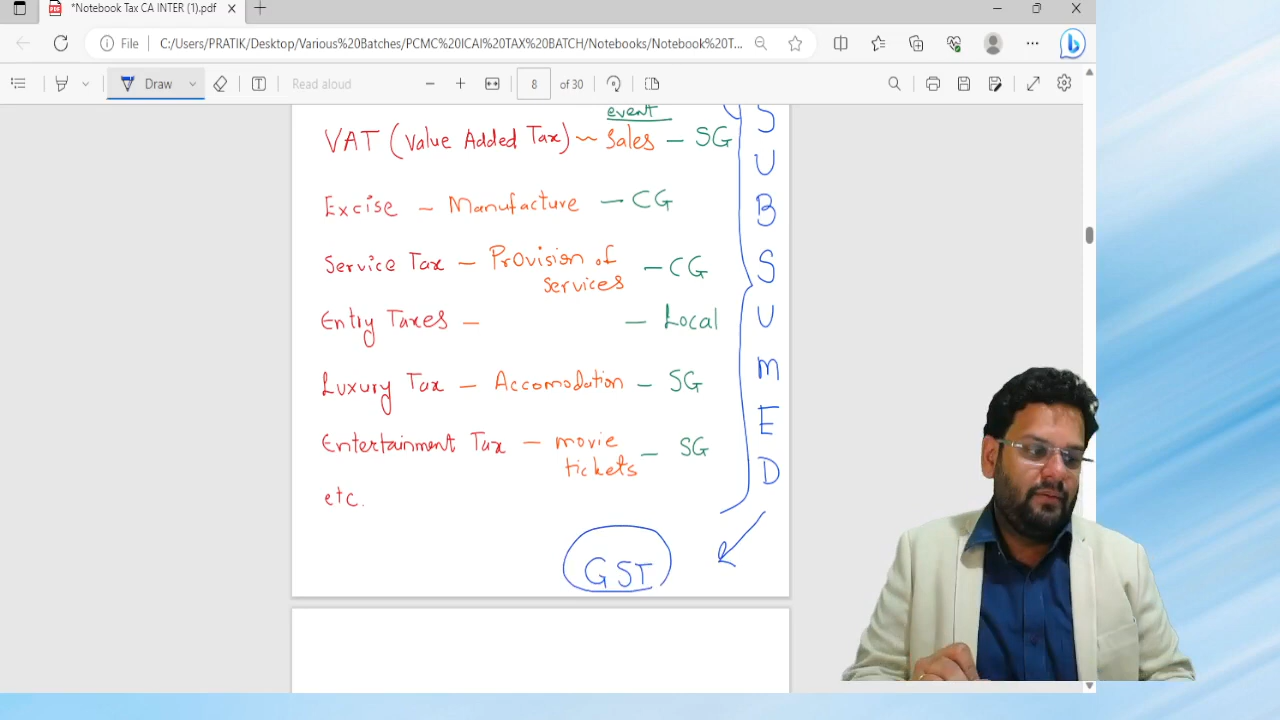 *Notebook Tax CA INTER (1).pdf
File C:/Users/PRATIK/Desktop/Various%20Batches/PCMC%20ICAI%20TAX%20BATCH/Notebooks/Notebook%20T...
Draw Read aloud 8 of 30
event
VAT (Value Added Tax) ~ Sales - SG
Excise - Manufacture - CG
Service Tax - Provision of services - CG
Entry Taxes - - Local
Luxury Tax - Accomodation - SG
Entertainment Tax - movie tickets - SG
etc.
SUBSUMED
GST